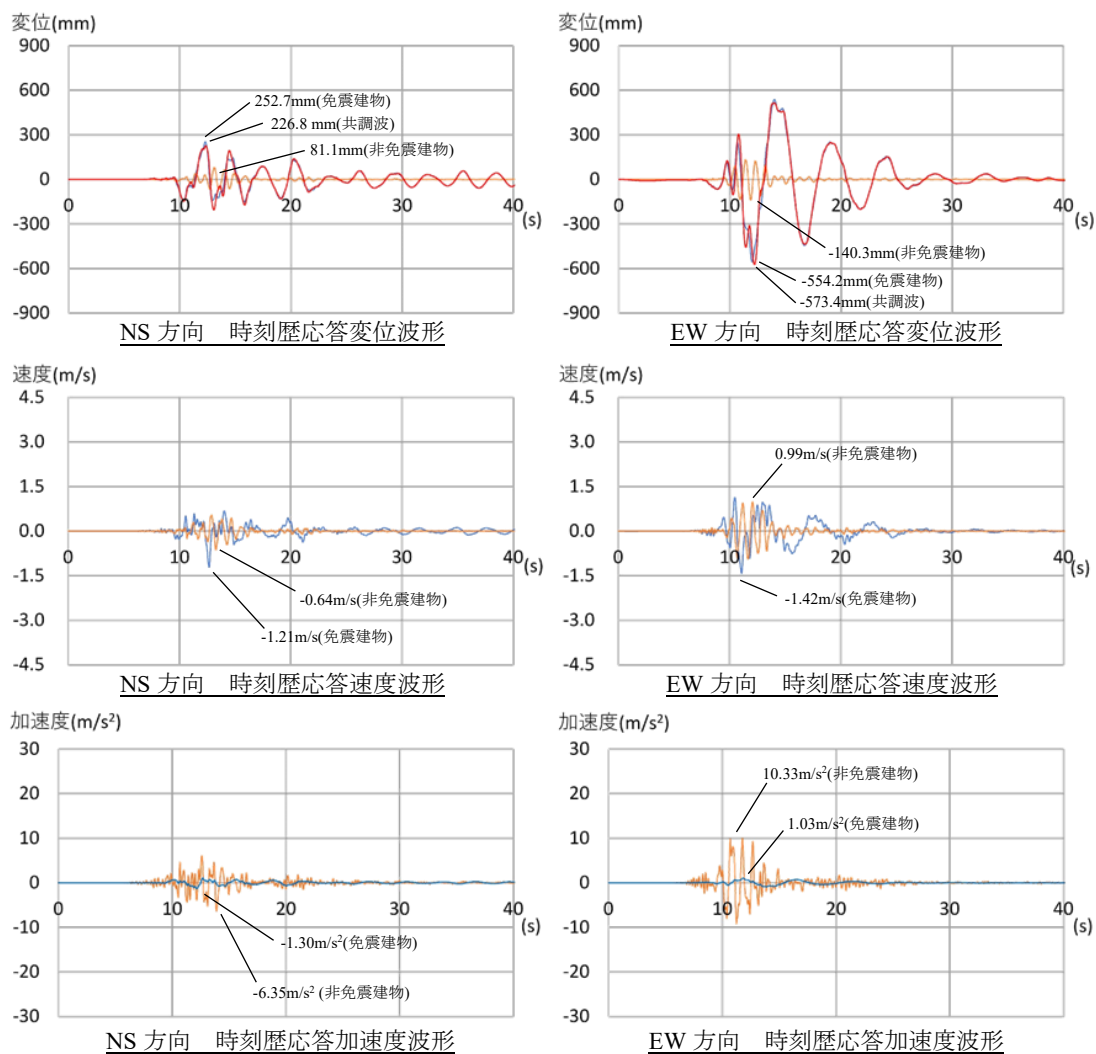 変位(mm)
900
600
300
0
-300
-600
-900
0
10
20
30
40
(s)
252.7mm(免震建物)
226.8 mm(共調波)
81.1mm(非免震建物)
NS 方向　時刻歴応答変位波形
変位(mm)
900
600
300
0
-300
-600
-900
0
10
20
30
40
(s)
-140.3mm(非免震建物)
-554.2mm(免震建物)
-573.4mm(共調波)
EW 方向　時刻歴応答変位波形
速度(m/s)
4.5
3.0
1.5
0.0
-1.5
-3.0
-4.5
0
10
20
30
40
(s)
-0.64m/s(非免震建物)
-1.21m/s(免震建物)
NS 方向　時刻歴応答速度波形
速度(m/s)
4.5
3.0
1.5
0.0
-1.5
-3.0
-4.5
0
10
20
30
40
(s)
0.99m/s(非免震建物)
-1.42m/s(免震建物)
EW 方向　時刻歴応答速度波形
加速度(m/s²)
30
20
10
0
-10
-20
-30
0
10
20
30
40
(s)
-1.30m/s²(免震建物)
-6.35m/s² (非免震建物)
NS 方向　時刻歴応答加速度波形
加速度(m/s²)
30
20
10
0
-10
-20
-30
0
10
20
30
40
(s)
10.33m/s²(非免震建物)
1.03m/s²(免震建物)
EW 方向　時刻歴応答加速度波形